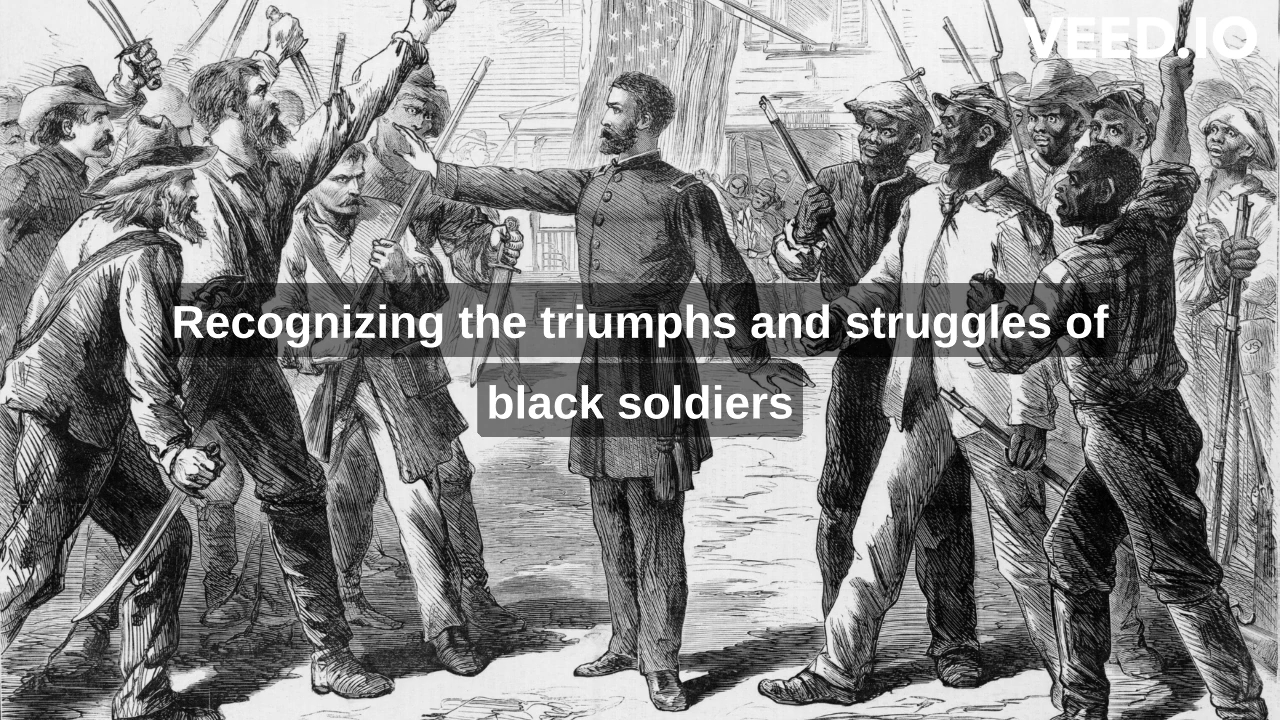 VEED.IO
Recognizing the triumphs and struggles of
black soldiers